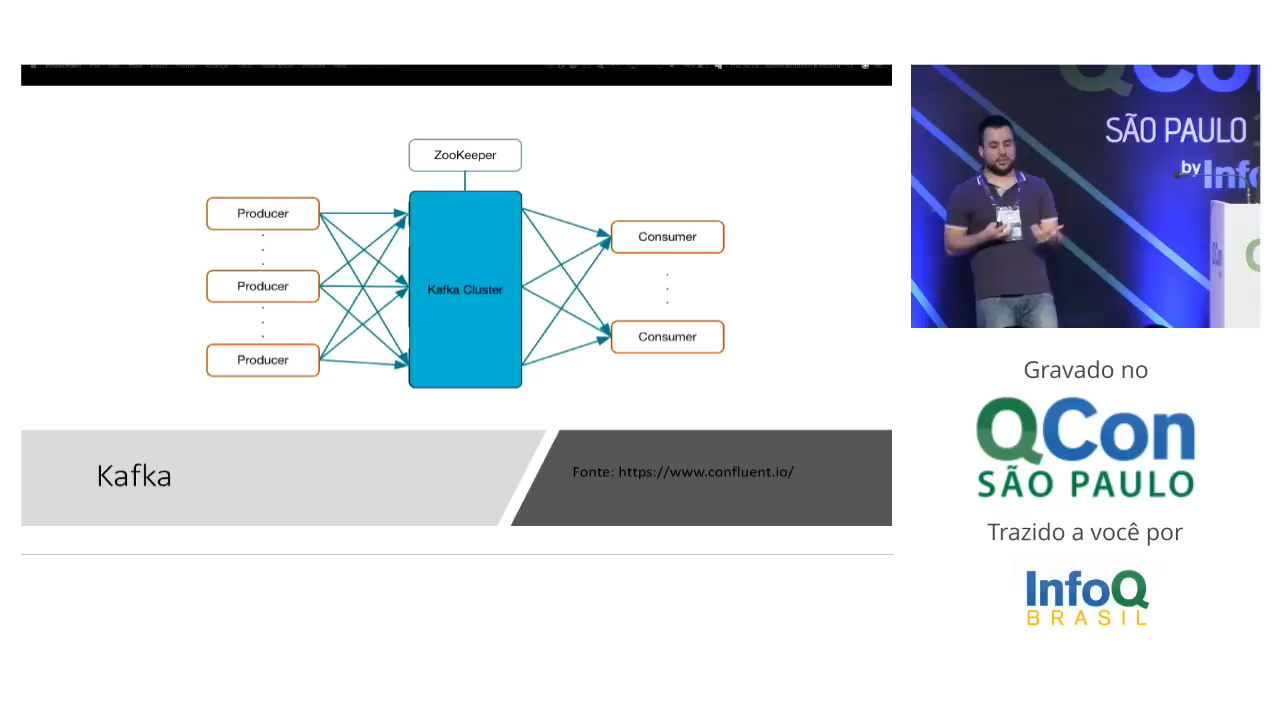 ZooKeeper
Producer
Producer
Producer
Kafka Cluster
Consumer
Consumer
Kafka
Fonte: https://www.confluent.io/
SÃO PAULO
by Info
Gravado no
QCon
SÃO PAULO
Trazido a você por
InfoQ
BRASIL